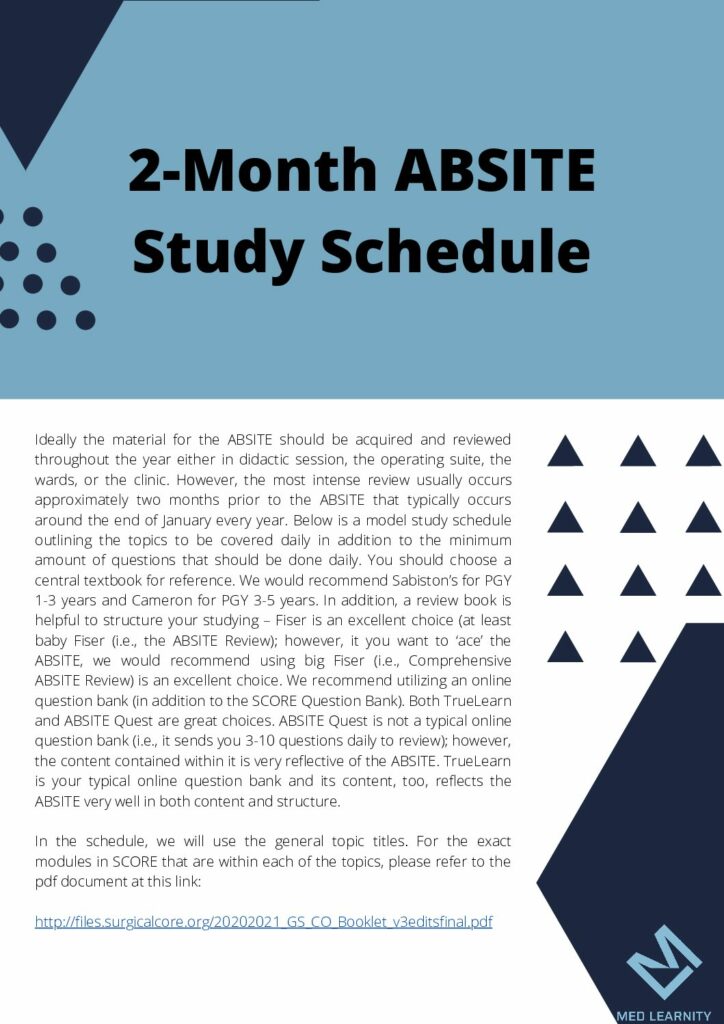 2-Month ABSITE
Study Schedule
Ideally the material for the ABSITE should be acquired and reviewed
throughout the year either in didactic session, the operating suite, the
wards, or the clinic. However, the most intense review usually occurs
approximately two months prior to the ABSITE that typically occurs
around the end of January every year. Below is a model study schedule
outlining the topics to be covered daily in addition to the minimum
amount of questions that should be done daily. You should choose a
central textbook for reference. We would recommend Sabiston's for PGY
1-3 years and Cameron for PGY 3-5 years. In addition, a review book is
helpful to structure your studying – Fiser is an excellent choice (at least
baby Fiser (i.e., the ABSITE Review); however, it you want to ‘ace’ the
ABSITE, we would recommend using big Fiser (i.e., Comprehensive
ABSITE Review) is an excellent choice. We recommend utilizing an online
question bank (in addition to the SCORE Question Bank). Both TrueLearn
and ABSITE Quest are great choices. ABSITE Quest is not a typical online
question bank (i.e., it sends you 3-10 questions daily to review); however,
the content contained within it is very reflective of the ABSITE. TrueLearn
is your typical online question bank and its content, too, reflects the
ABSITE very well in both content and structure.
In the schedule, we will use the general topic titles. For the exact
modules in SCORE that are within each of the topics, please refer to the
pdf document at this link:
http://files.surgicalcore.org/20202021_GS_CO_Booklet_v3editsfinal.pdf
MED LEARNITY